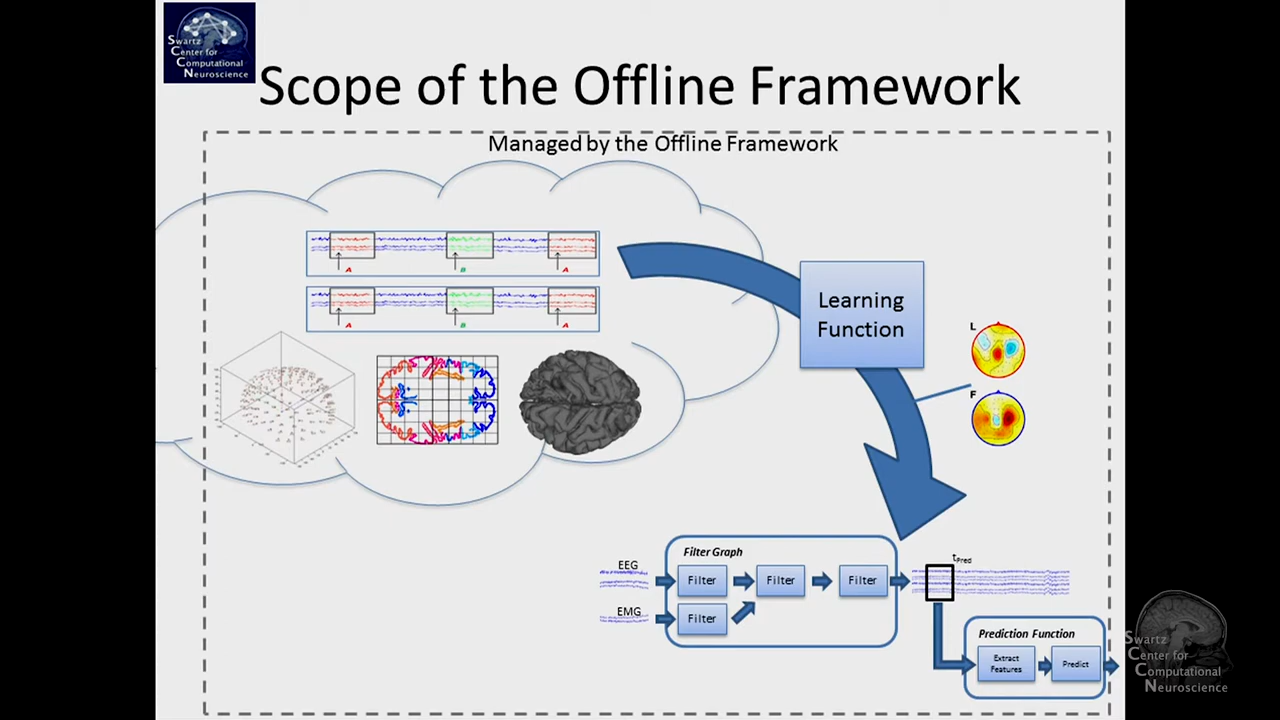 Swartz
Center for
Computational
Neuroscience
Scope of the Offline Framework
Managed by the Offline Framework
A
B
A
A
B
A
Learning
Function
L
F
Filter Graph
EEG
Filter
Filter
Filter
EMG
Filter
tPred
Prediction Function
Extract
Features
Predict
Swartz
Center for
Computational
Neuroscience